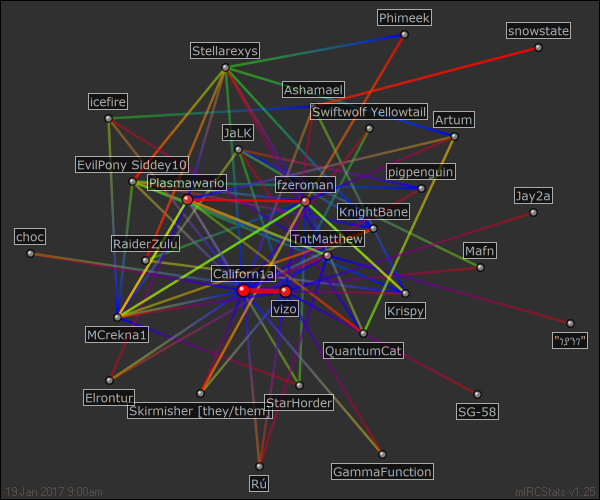 Phimeek
snowstate
Stellarexys
Ashamael
icefire
Swiftwolf Yellowtail
Artum
JaLK
EvilPony Siddey10
pigpenguin
Plasmawario
fzeroman
Jay2a
KnightBane
choc
RaiderZulu
TntMatthew
Mafn
Californ1a
vizo
Krispy
MCrekna1
QuantumCat
Elrontur
Skirmisher [they/them]
StarHorder
SG-58
Rú
GammaFunction
19 Jan 2017 9:00am
mIRCStats v1.25